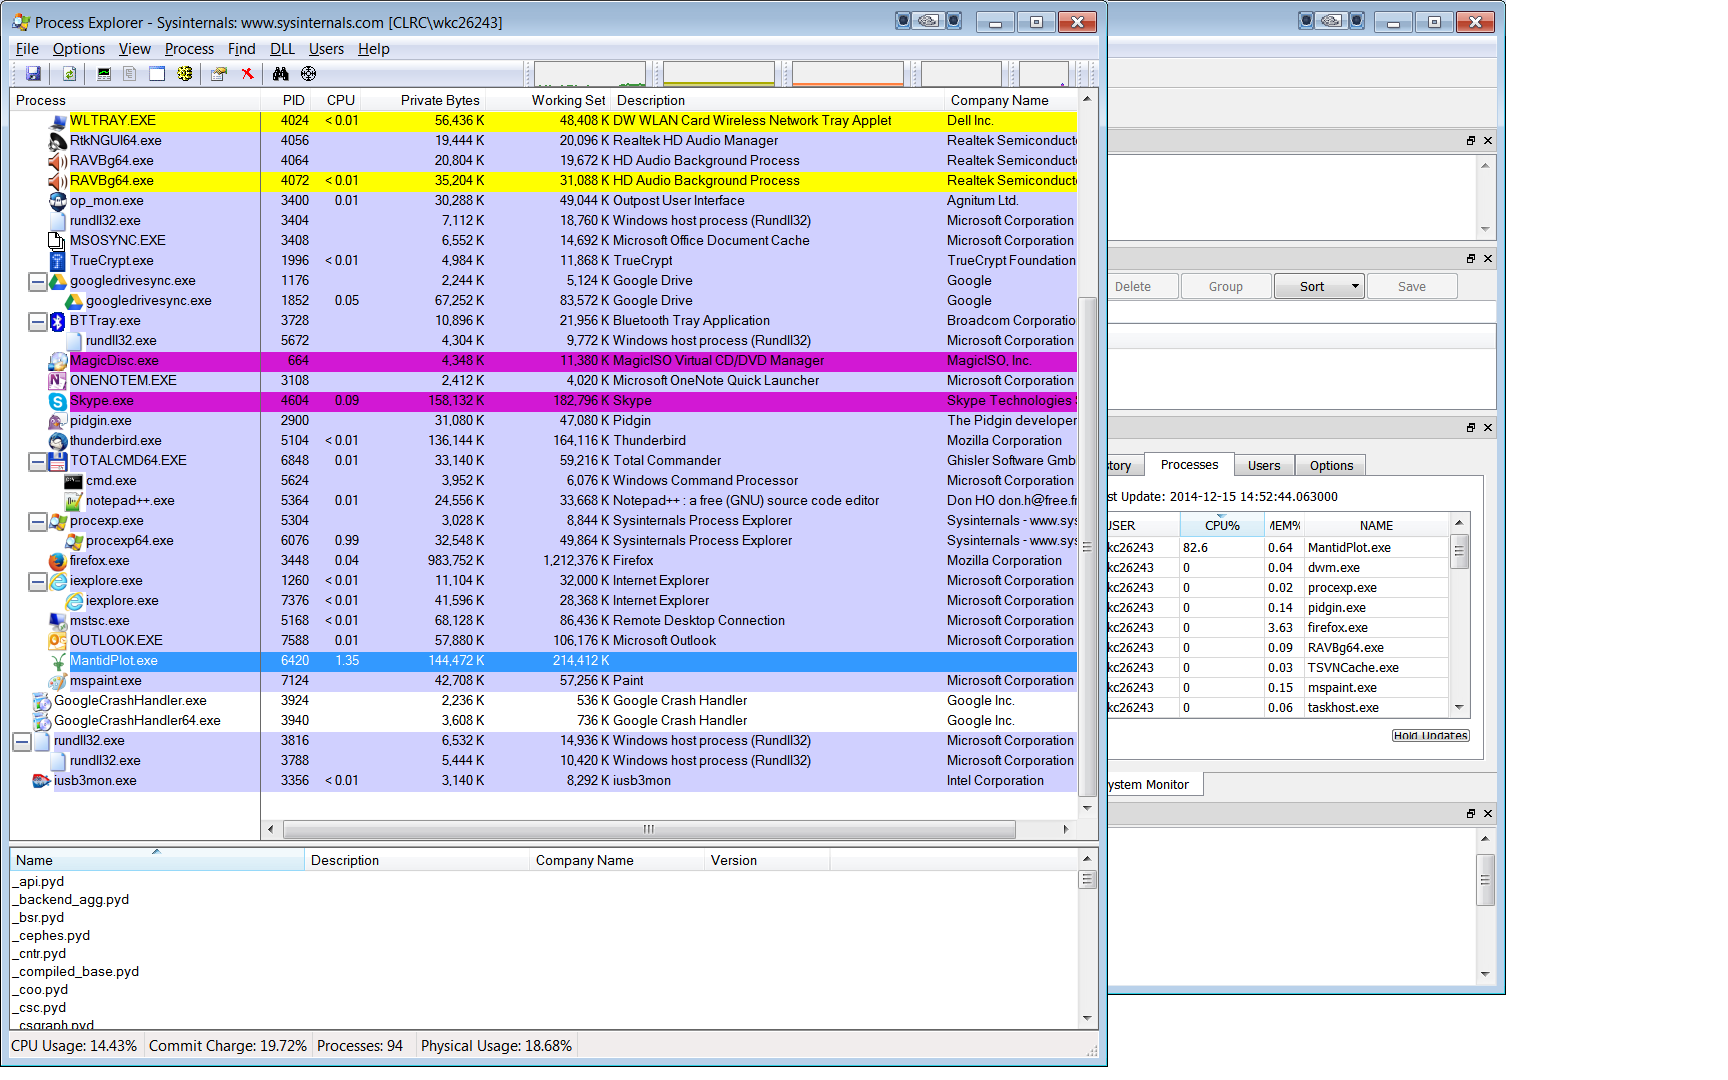 Process Explorer - Sysinternals: www.sysinternals.com [CLRC\wkc26243]
File Options View Process Find DLL Users Help
Process PID CPU Private Bytes Working Set Description Company Name
WLTRAY.EXE 4024 < 0.01 56,436 K 48,408 K DW WLAN Card Wireless Network Tray Applet Dell Inc.
RtkNGUI64.exe 4056 19,444 K 20,096 K Realtek HD Audio Manager Realtek Semiconduct
RAVBg64.exe 4064 20,804 K 19,672 K HD Audio Background Process Realtek Semiconduct
RAVBg64.exe 4072 < 0.01 35,204 K 31,088 K HD Audio Background Process Realtek Semiconduct
op_mon.exe 3400 0.01 30,288 K 49,044 K Outpost User Interface Agnitum Ltd.
rundll32.exe 3404 7,112 K 18,760 K Windows host process (Rundll32) Microsoft Corporation
MSOSYNC.EXE 3408 6,552 K 14,692 K Microsoft Office Document Cache Microsoft Corporation
TrueCrypt.exe 1996 < 0.01 4,984 K 11,868 K TrueCrypt TrueCrypt Foundation
googledrivesync.exe 1176 2,244 K 5,124 K Google Drive Google
googledrivesync.exe 1852 0.05 67,252 K 83,572 K Google Drive Google
BTTray.exe 3728 10,896 K 21,956 K Bluetooth Tray Application Broadcom Corporatio
rundll32.exe 5672 4,304 K 9,772 K Windows host process (Rundll32) Microsoft Corporation
MagicDisc.exe 664 4,348 K 11,380 K MagicISO Virtual CD/DVD Manager MagicISO, Inc.
ONENOTEM.EXE 3108 2,412 K 4,020 K Microsoft OneNote Quick Launcher Microsoft Corporation
Skype.exe 4604 0.09 158,132 K 182,796 K Skype Skype Technologies S
pidgin.exe 2900 31,080 K 47,080 K Pidgin The Pidgin developer
thunderbird.exe 5104 < 0.01 136,144 K 164,116 K Thunderbird Mozilla Corporation
TOTALCMD64.EXE 6848 0.01 33,140 K 59,216 K Total Commander Ghisler Software Gmb
cmd.exe 5624 3,952 K 6,076 K Windows Command Processor Microsoft Corporation
notepad++.exe 5364 0.01 24,556 K 33,668 K Notepad++ : a free (GNU) source code editor Don HO don.h@free.fr
procexp.exe 5304 3,028 K 8,844 K Sysinternals Process Explorer Sysinternals - www.sys
procexp64.exe 6076 0.99 32,548 K 49,864 K Sysinternals Process Explorer Sysinternals - www.sys
firefox.exe 3448 0.04 983,752 K 1,212,376 K Firefox Mozilla Corporation
iexplore.exe 1260 < 0.01 11,104 K 32,000 K Internet Explorer Microsoft Corporation
iexplore.exe 7376 < 0.01 41,596 K 28,368 K Internet Explorer Microsoft Corporation
mstsc.exe 5168 < 0.01 68,128 K 86,436 K Remote Desktop Connection Microsoft Corporation
OUTLOOK.EXE 7588 0.01 57,880 K 106,176 K Microsoft Outlook Microsoft Corporation
MantidPlot.exe 6420 1.35 144,472 K 214,412 K
mspaint.exe 7124 42,708 K 57,256 K Paint Microsoft Corporation
GoogleCrashHandler.exe 3924 2,236 K 536 K Google Crash Handler Google Inc.
GoogleCrashHandler64.exe 3940 3,608 K 736 K Google Crash Handler Google Inc.
rundll32.exe 3816 6,532 K 14,936 K Windows host process (Rundll32) Microsoft Corporation
rundll32.exe 3788 5,444 K 10,420 K Windows host process (Rundll32) Microsoft Corporation
iusb3mon.exe 3356 < 0.01 3,140 K 8,292 K iusb3mon Intel Corporation
Name Description Company Name Version
_api.pyd
_backend_agg.pyd
_bsr.pyd
_cephes.pyd
_cntr.pyd
_compiled_base.pyd
_coo.pyd
_csc.pyd
_csgraph.pyd
CPU Usage: 14.43% Commit Charge: 19.72% Processes: 94 Physical Usage: 18.68%
Delete Group Sort Save
tory Processes Users Options
st Update: 2014-12-15 14:52:44.063000
USER CPU% MEM% NAME
kc26243 82.6 0.64 MantidPlot.exe
kc26243 0 0.04 dwm.exe
kc26243 0 0.02 procexp.exe
kc26243 0 0.14 pidgin.exe
kc26243 0 3.63 firefox.exe
kc26243 0 0.09 RAVBg64.exe
kc26243 0 0.03 TSVNCache.exe
kc26243 0 0.15 mspaint.exe
kc26243 0 0.06 taskhost.exe
Hold Updates
ystem Monitor